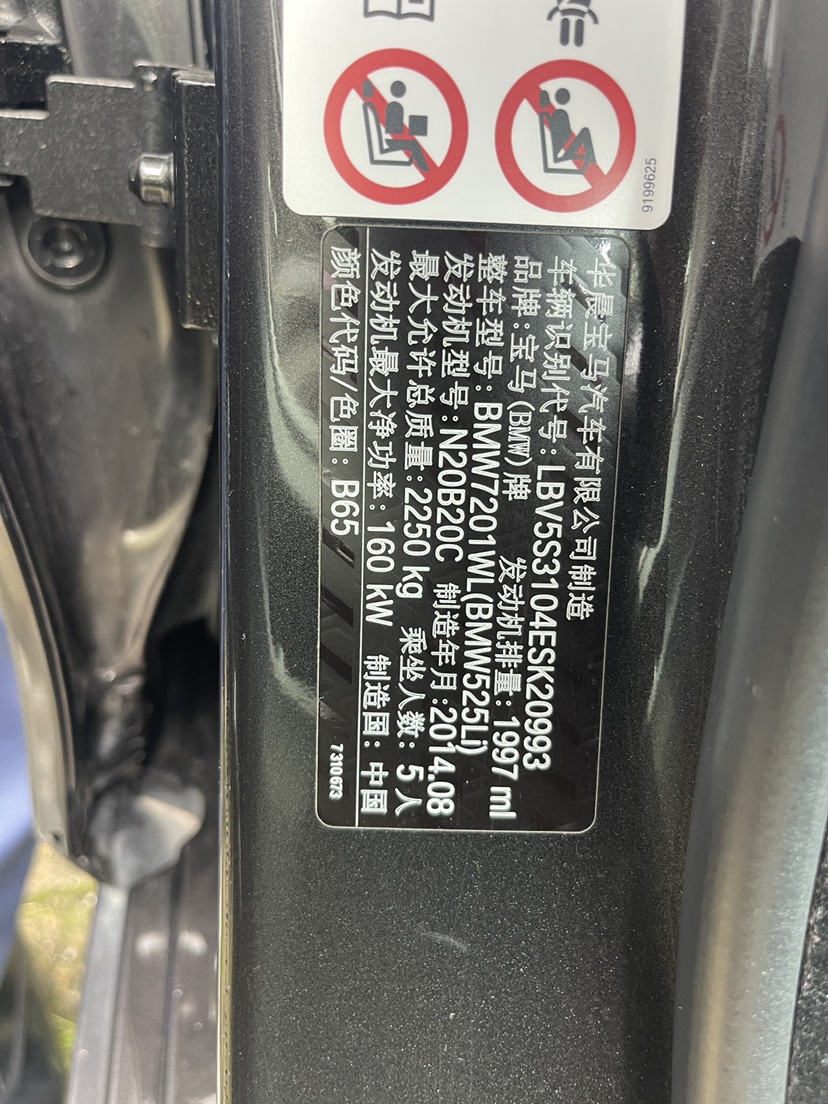 9199625
华晨宝马汽车有限公司制造
车辆识别代号:LBV5S3104ESK20993
品牌:宝马(BMW)牌 发动机排量:1997 ml
整车型号:BMW7201WL(BMW525Li)
发动机型号:N20B20C 制造年月:2014.08
最大允许总质量:2250 kg 乘坐人数:5人
发动机最大净功率:160 kW 制造国:中国
颜色代码/色圈:B65
7310673